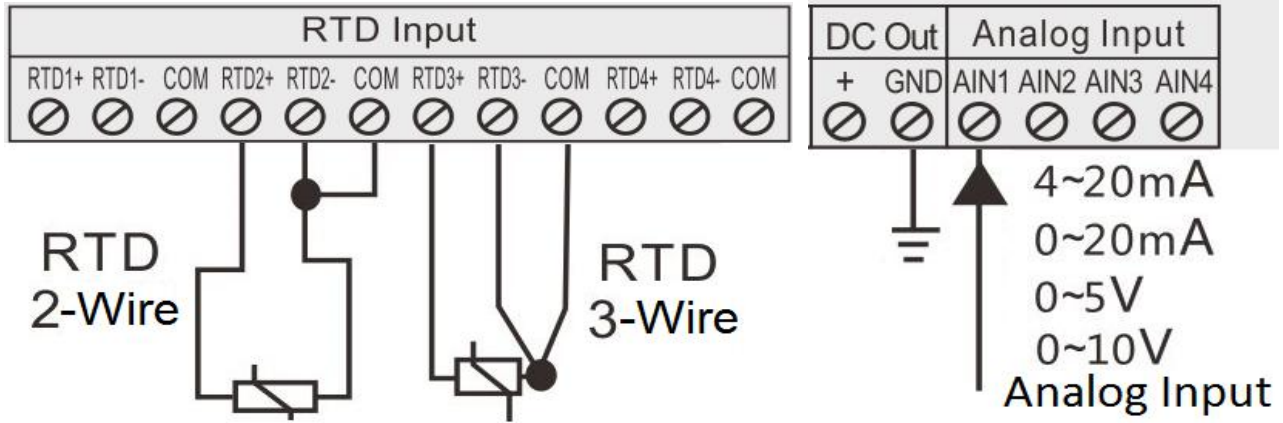 RTD Input
RTD1+ RTD1- COM RTD2+ RTD2- COM RTD3+ RTD3- COM RTD4+ RTD4- COM
RTD
2-Wire
RTD
3-Wire
DC Out Analog Input
+ GND AIN1 AIN2 AIN3 AIN4
4~20mA
0~20mA
0~5V
0~10V
Analog Input